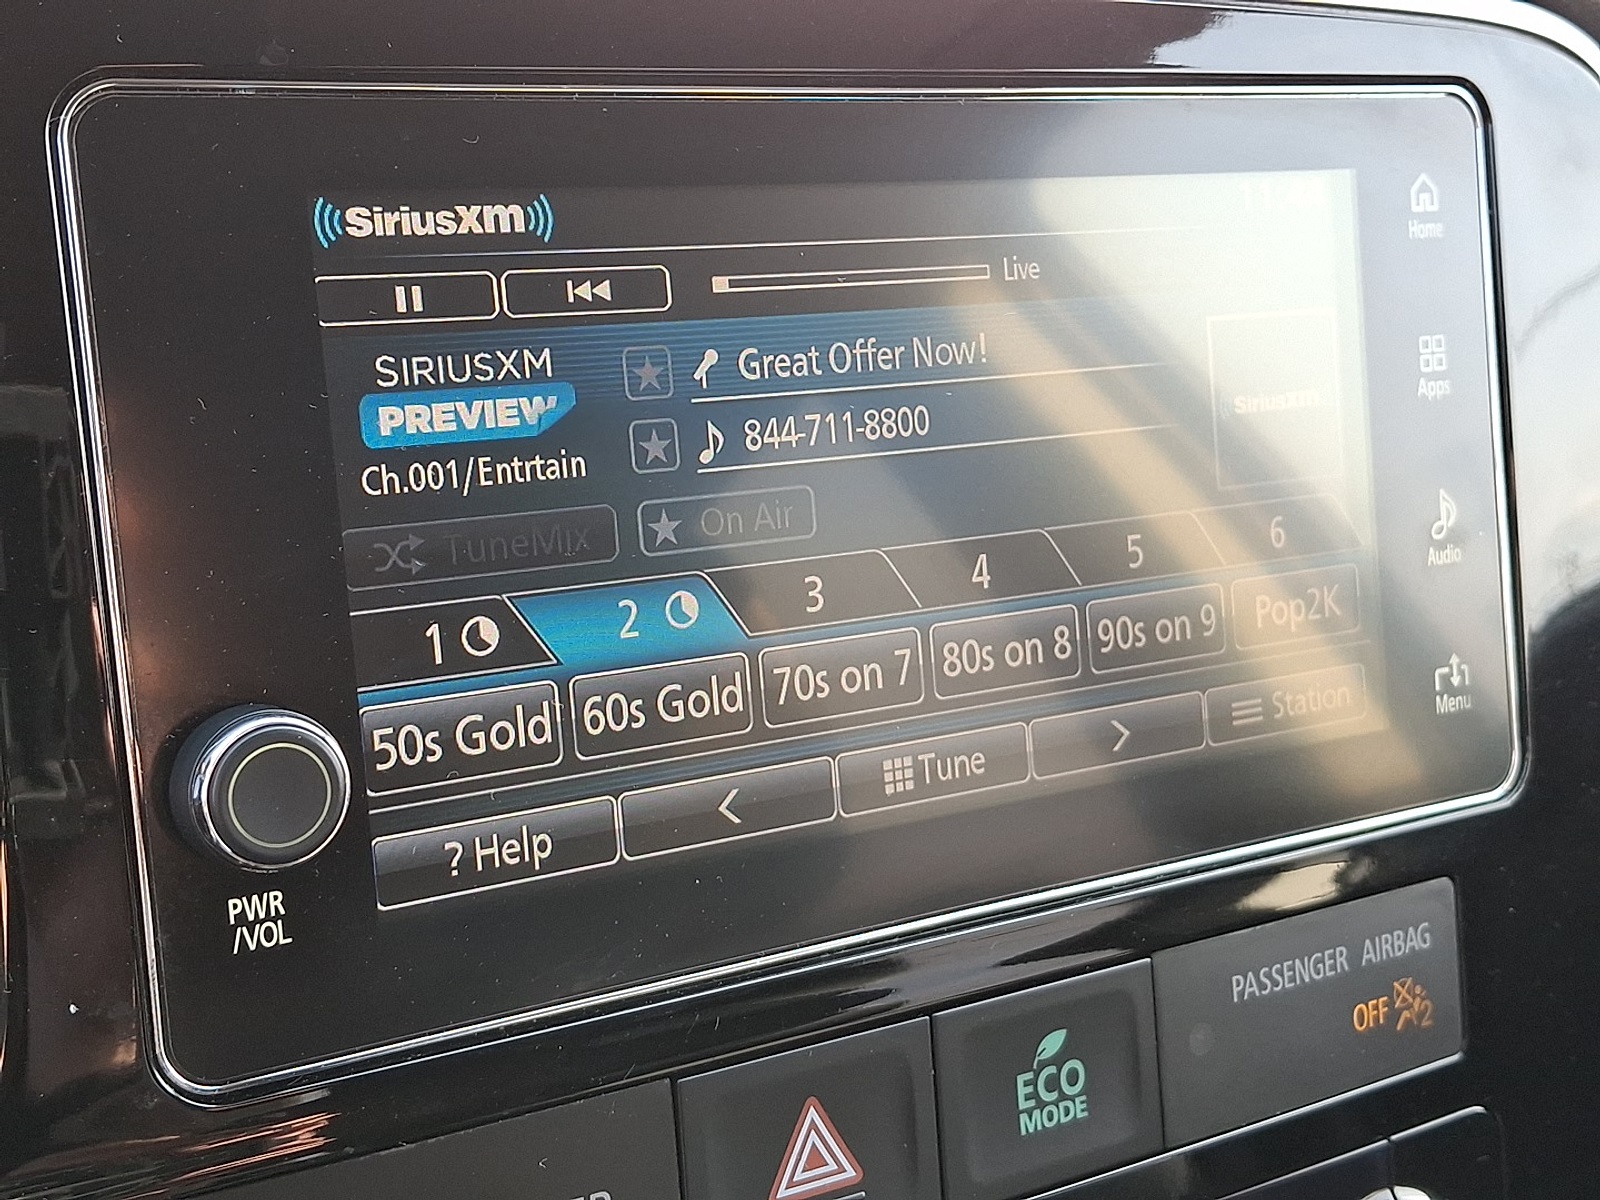 SiriusXM
Live
SIRIUSXM
PREVIEW
Ch.001/Entrtain
Great Offer Now!
844-711-8800
SiriusXM
TuneMix
On Air
1
2
3
4
5
6
50s Gold
60s Gold
70s on 7
80s on 8
90s on 9
Pop2K
? Help
<
Tune
>
Station
Home
Apps
Audio
Menu
PWR
/VOL
ECO
MODE
PASSENGER AIRBAG
OFF 2